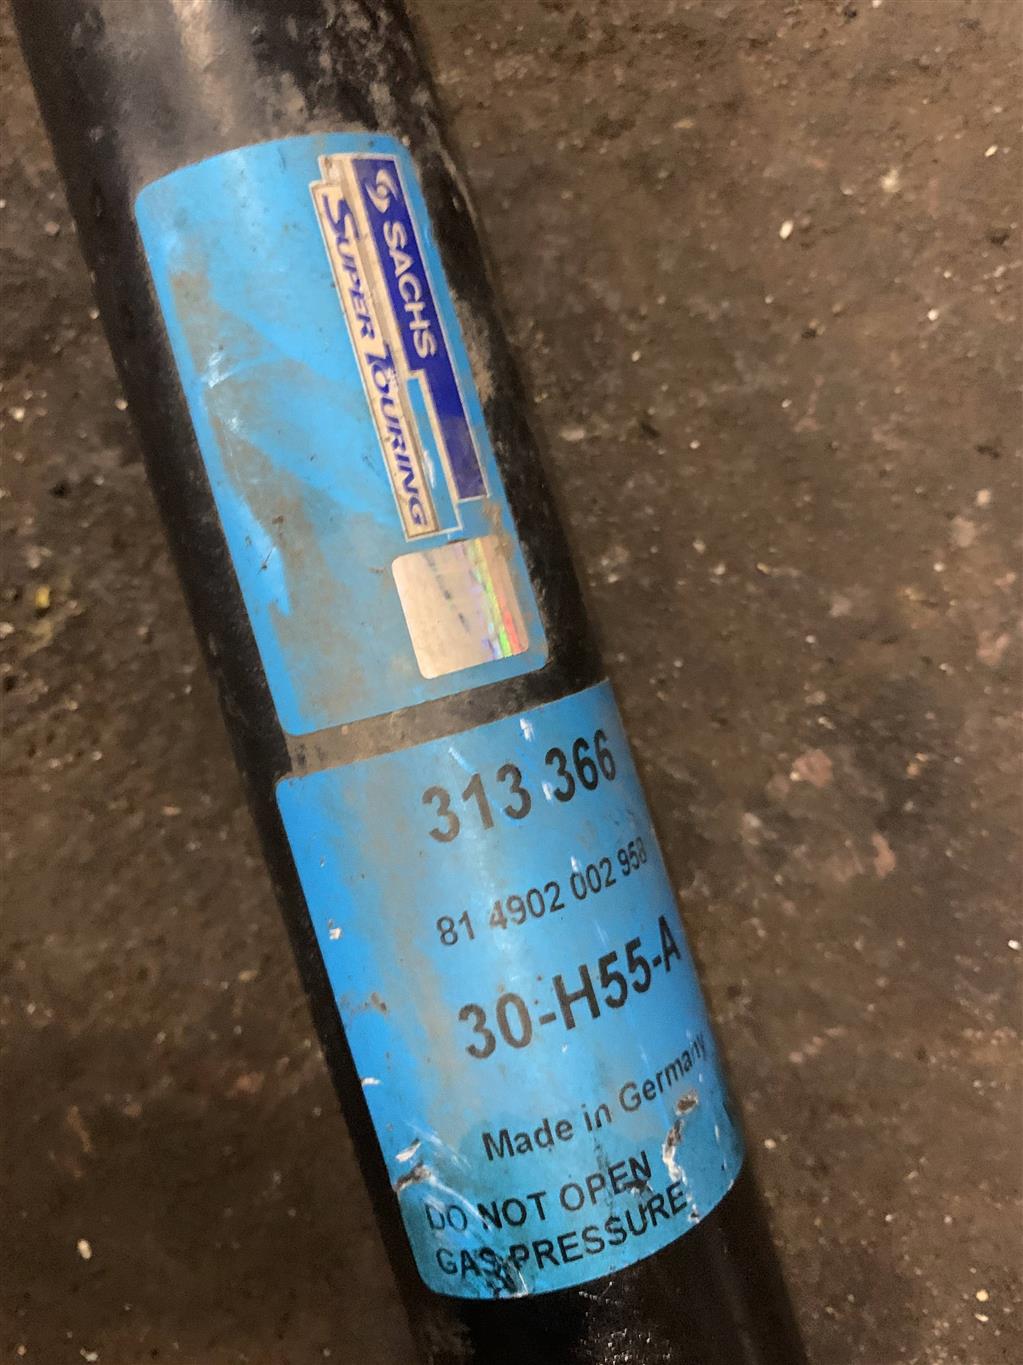 SACHS
SUPER TOURING
313 366
81 4902 002 958
30-H55-A
Made in Germany
DO NOT OPEN
GAS PRESSURE